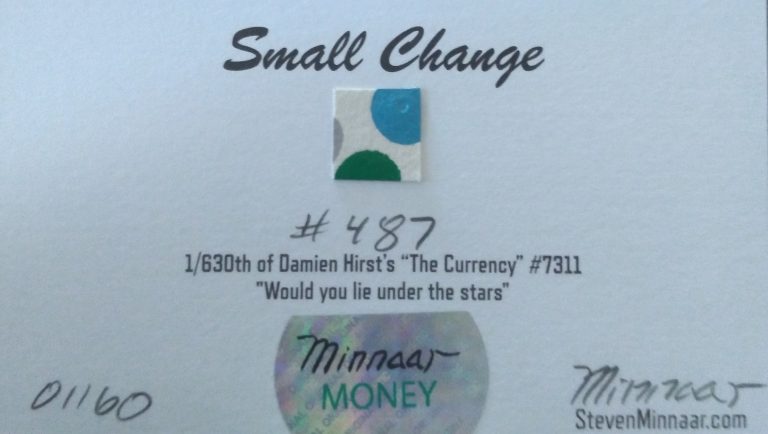 Small Change
# 487
1/630th of Damien Hirst's "The Currency" #7311
"Would you lie under the stars"
Minnaar
MONEY
01160
Minnaar
StevenMinnaar.com